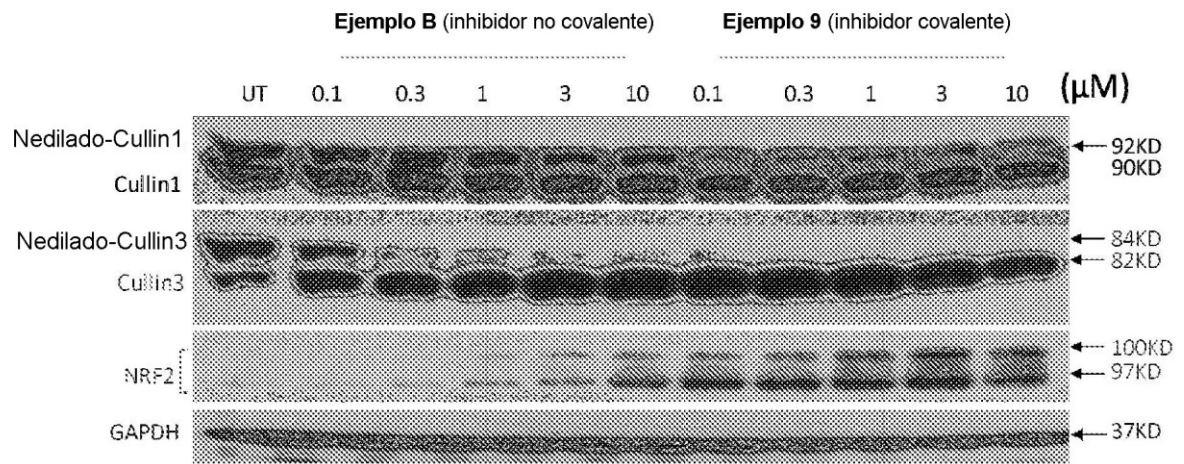 Ejemplo B (inhibidor no covalente) Ejemplo 9 (inhibidor covalente)
UT 0.1 0.3 1 3 10 0.1 0.3 1 3 10 (µM)
Nedilado-Cullin1 92KD
Cullin1 90KD
Nedilado-Cullin3 84KD
Cullin3 82KD
NRF2 100KD
97KD
GAPDH 37KD